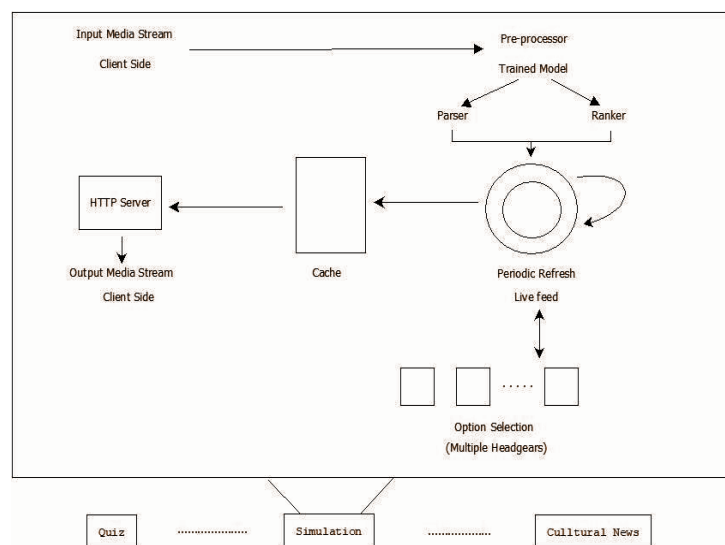 Input Media Stream
Client Side
Pre-processor
Trained Model
Parser
Ranker
HTTP Server
Output Media Stream
Client Side
Cache
Periodic Refresh
Live feed
Option Selection
(Multiple Headgears)
Quiz
Simulation
Culltural News